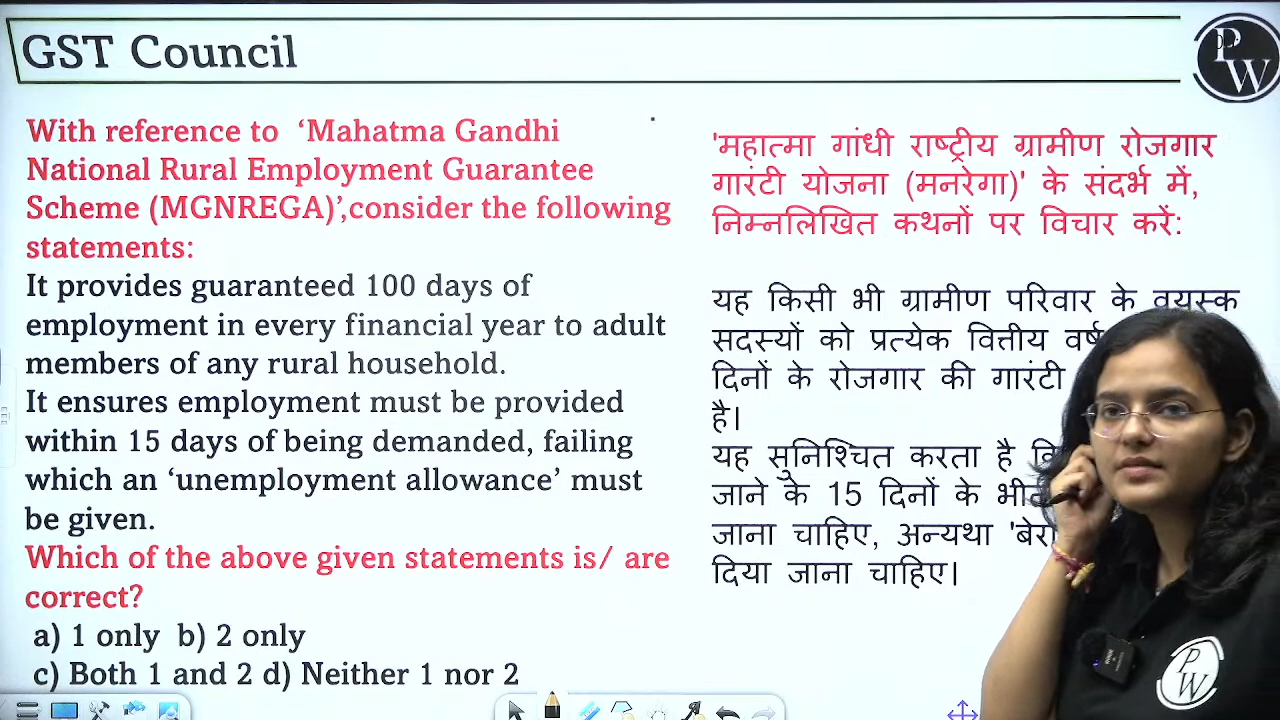 GST Council
PW
With reference to ‘Mahatma Gandhi
National Rural Employment Guarantee
Scheme (MGNREGA)’,consider the following
statements:
It provides guaranteed 100 days of
employment in every financial year to adult
members of any rural household.
It ensures employment must be provided
within 15 days of being demanded, failing
which an ‘unemployment allowance’ must
be given.
Which of the above given statements is/ are
correct?
a) 1 only b) 2 only
c) Both 1 and 2 d) Neither 1 nor 2
'महात्मा गांधी राष्ट्रीय ग्रामीण रोजगार
गारंटी योजना (मनरेगा)' के संदर्भ में,
निम्नलिखित कथनों पर विचार करें:
यह किसी भी ग्रामीण परिवार के वयस्क
सदस्यों को प्रत्येक वित्तीय वर्ष
दिनों के रोजगार की गारंटी
है।
यह सुनिश्चित करता है
जाने के 15 दिनों के
जाना चाहिए, अन्यथा
दिया जाना चाहिए।
PW